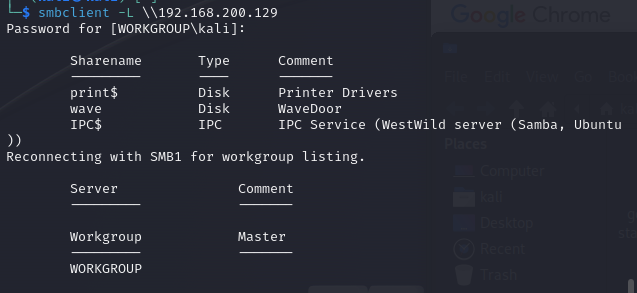 └─$ smbclient -L \\192.168.200.129
Password for [WORKGROUP\kali]:
Sharename Type Comment
print$ Disk Printer Drivers
wave Disk WaveDoor
IPC$ IPC IPC Service (WestWild server (Samba, Ubuntu
))
Reconnecting with SMB1 for workgroup listing.
Server Comment
Workgroup Master
WORKGROUP
Google Chrome
File Edit View Go
Places
Computer
kali
Desktop
Recent
Trash